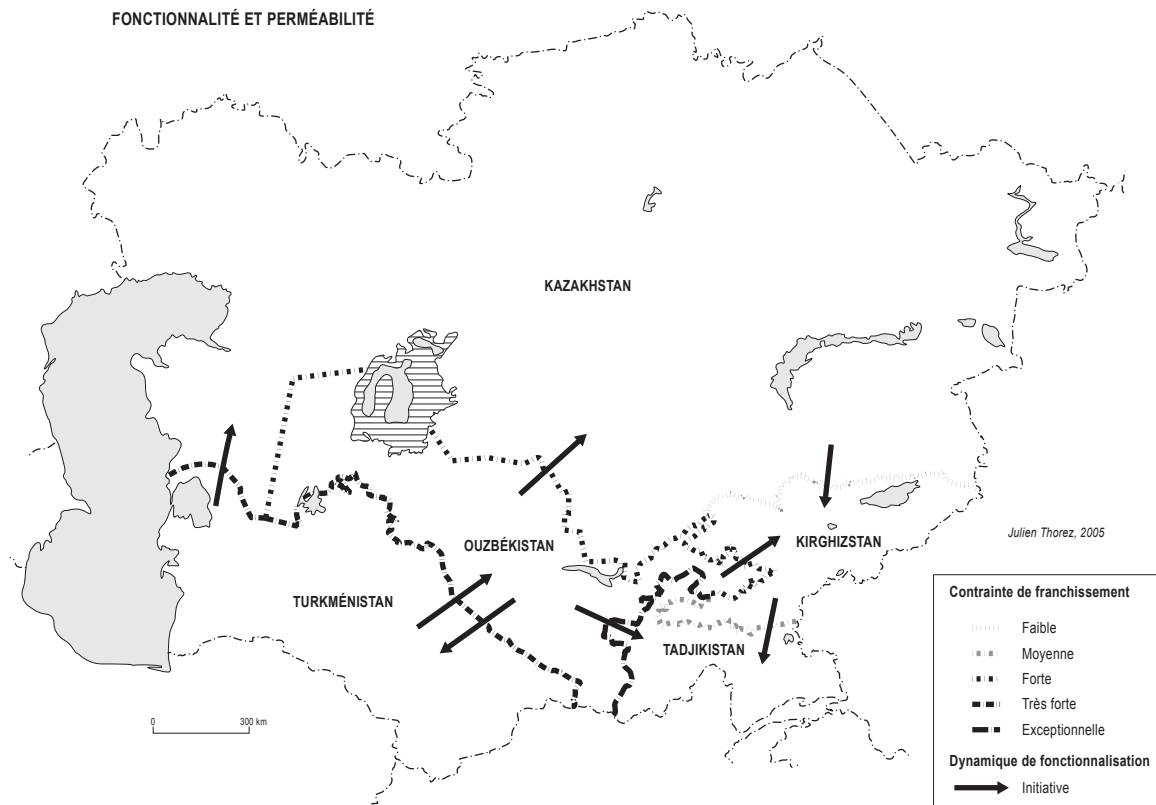 FONCTIONNALITÉ ET PERMÉABILITÉ
KAZAKHSTAN
OUZBÉKISTAN
KIRGHIZSTAN
Julien Thorez, 2005
TURKMÉNISTAN
TADJIKISTAN
0 300 km
Contrainte de franchissement
Faible
Moyenne
Forte
Très forte
Exceptionnelle
Dynamique de fonctionnalisation
Initiative